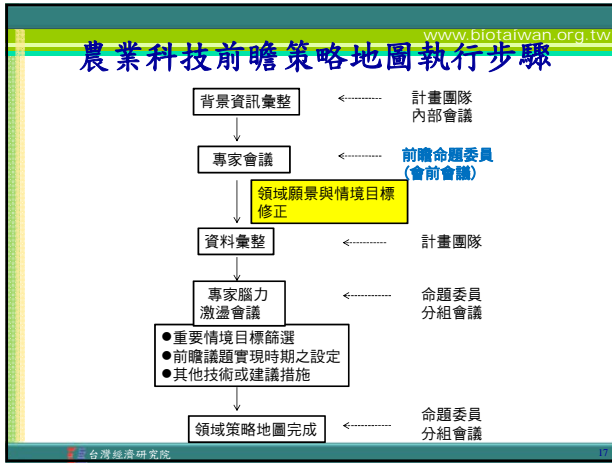 www.biotaiwan.org.tw
農業科技前瞻策略地圖執行步驟
背景資訊彙整
計畫團隊
內部會議
專家會議
前瞻命題委員
(會前會議)
領域願景與情境目標
修正
資料彙整
計畫團隊
專家腦力
激盪會議
命題委員
分組會議
●重要情境目標篩選
●前瞻議題實現時期之設定
●其他技術或建議措施
領域策略地圖完成
命題委員
分組會議
台灣經濟研究院
17